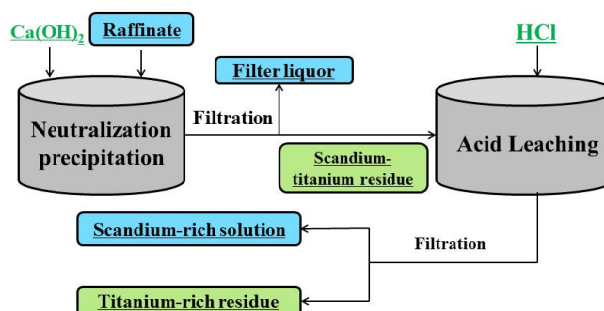 Ca(OH)₂
Raffinate
HCl
Filter liquor
Neutralization
precipitation
Filtration
Acid Leaching
Scandium-
titanium residue
Scandium-rich solution
Filtration
Titanium-rich residue